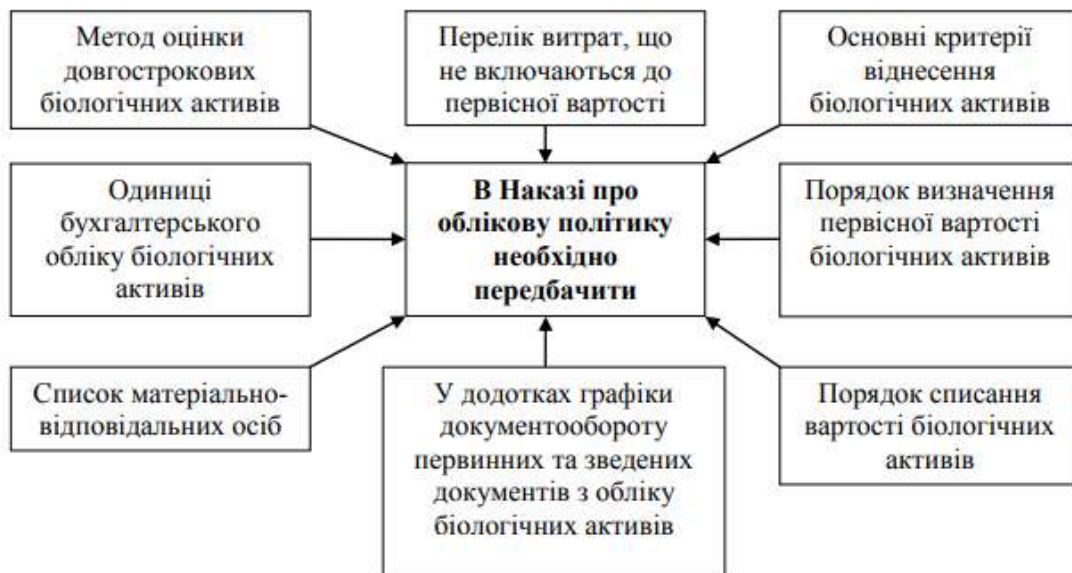 Метод оцінки
довгострокових
біологічних активів
Перелік витрат, що
не включаються до
первісної вартості
Основні критерії
віднесення
біологічних активів
Одиниці
бухгалтерського
обліку біологічних
активів
В Наказі про
облікову політику
необхідно
передбачити
Порядок визначення
первісної вартості
біологічних активів
Список матеріально-
відповідальних осіб
У додотках графіки
документообороту
первинних та зведених
документів з обліку
біологічних активів
Порядок списання
вартості біологічних
активів